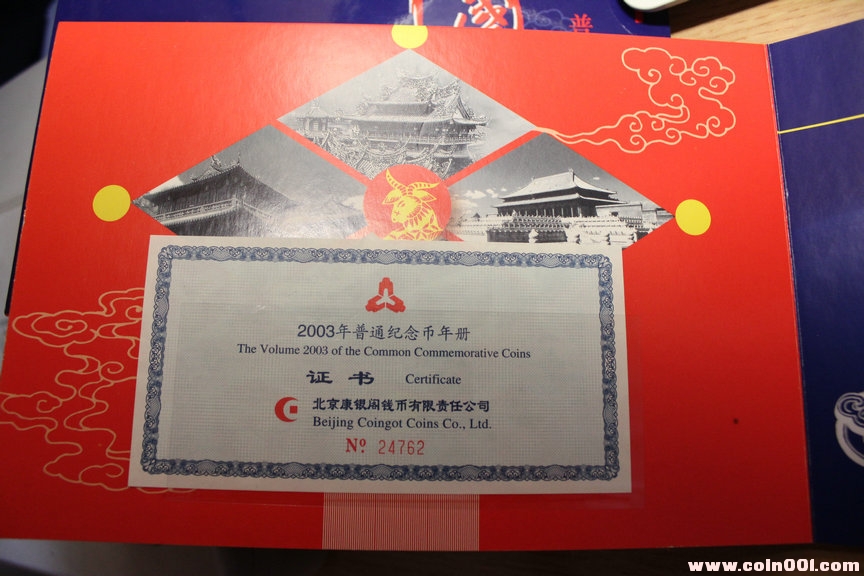 國
普
2003年普通纪念币年册
The Volume 2003 of the Common Commemorative Coins
证书 Certificate
北京康银阁钱币有限责任公司
Beijing Coingot Coins Co., Ltd.
Nº 24762
www.coin001.com